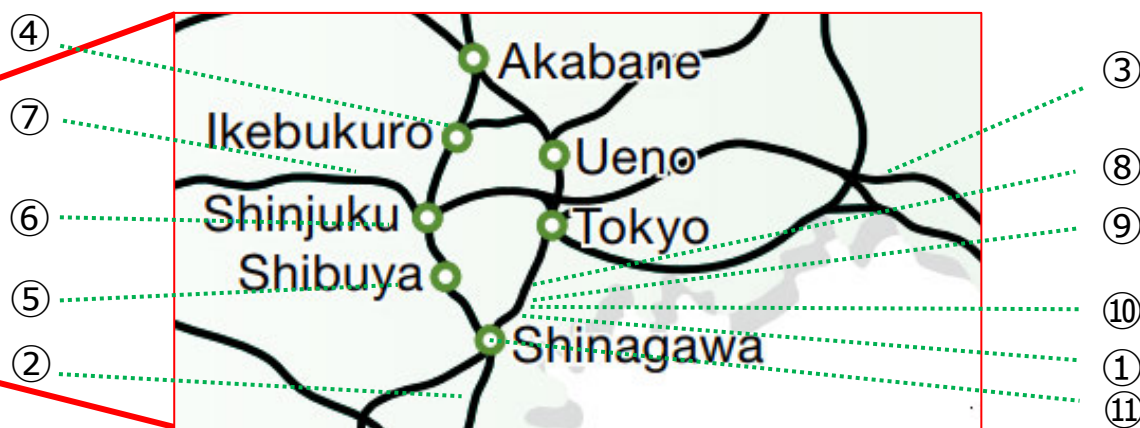 ④
③
Akabane
⑦
Ikebukuro
Ueno
⑧
⑥
Shinjuku
Tokyo
⑨
Shibuya
⑤
⑩
Shinagawa
②
①
⑪